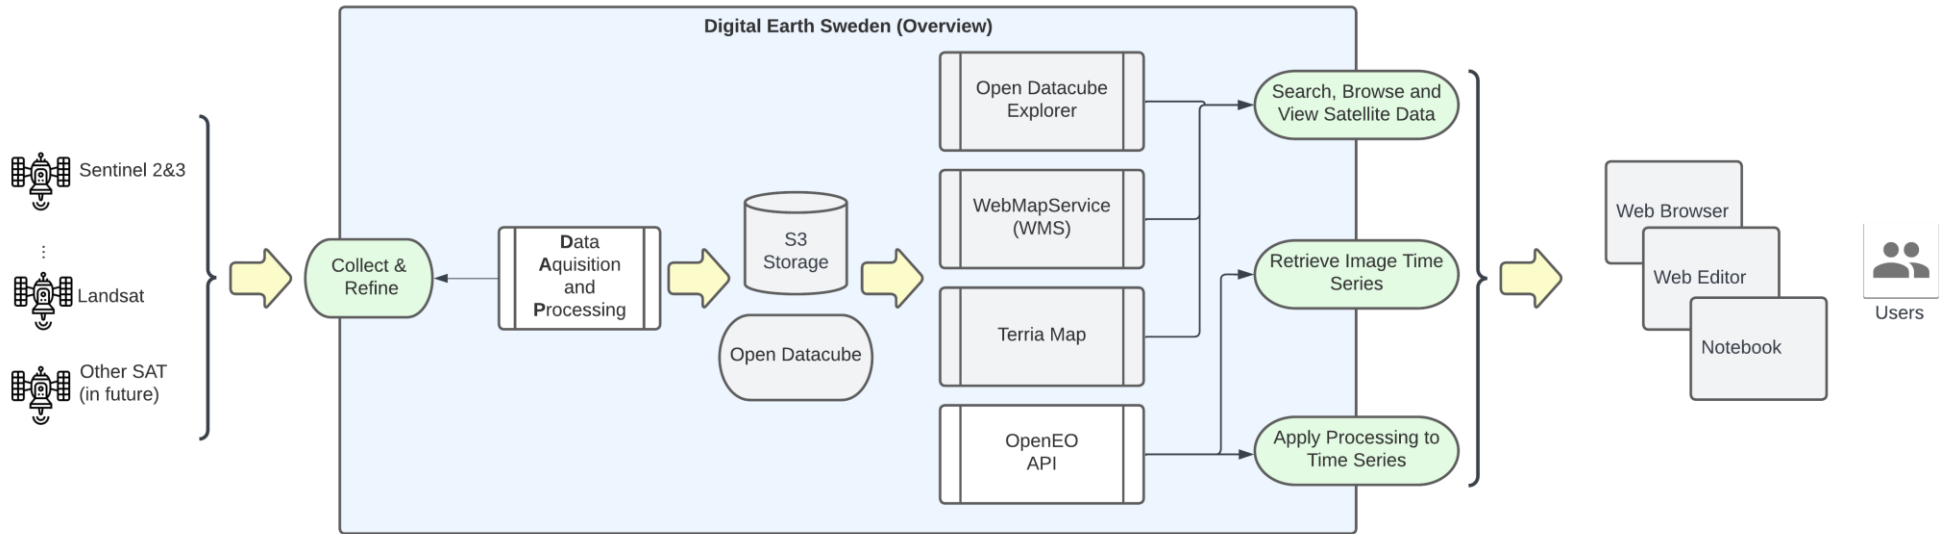 Digital Earth Sweden (Overview)
Sentinel 2&3
⋮
Landsat
Other SAT
(in future)
Collect &
Refine
Data
Aquisition
and
Processing
S3
Storage
Open Datacube
Open Datacube
Explorer
WebMapService
(WMS)
Terria Map
OpenEO
API
Search, Browse and
View Satellite Data
Retrieve Image Time
Series
Apply Processing to
Time Series
Web Browser
Web Editor
Notebook
Users